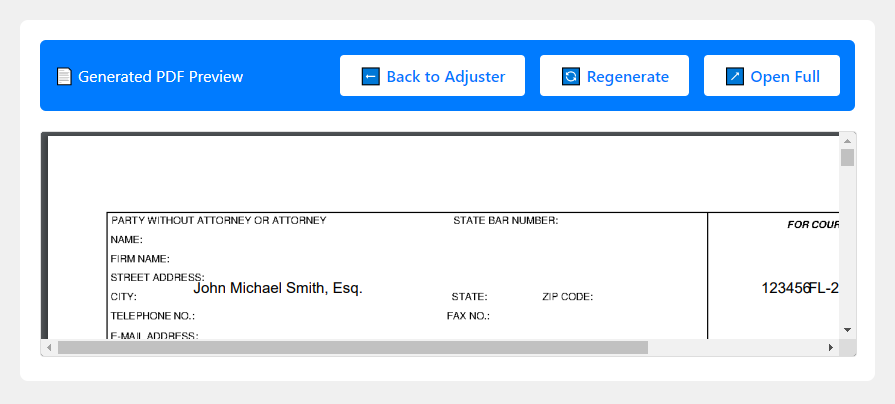 Generated PDF Preview
Back to Adjuster
Regenerate
Open Full
PARTY WITHOUT ATTORNEY OR ATTORNEY STATE BAR NUMBER:
FOR COUR
NAME:
FIRM NAME:
STREET ADDRESS:
John Michael Smith, Esq.
123456FL-2
CITY: STATE: ZIP CODE:
TELEPHONE NO.: FAX NO.:
E-MAIL ADDRESS: